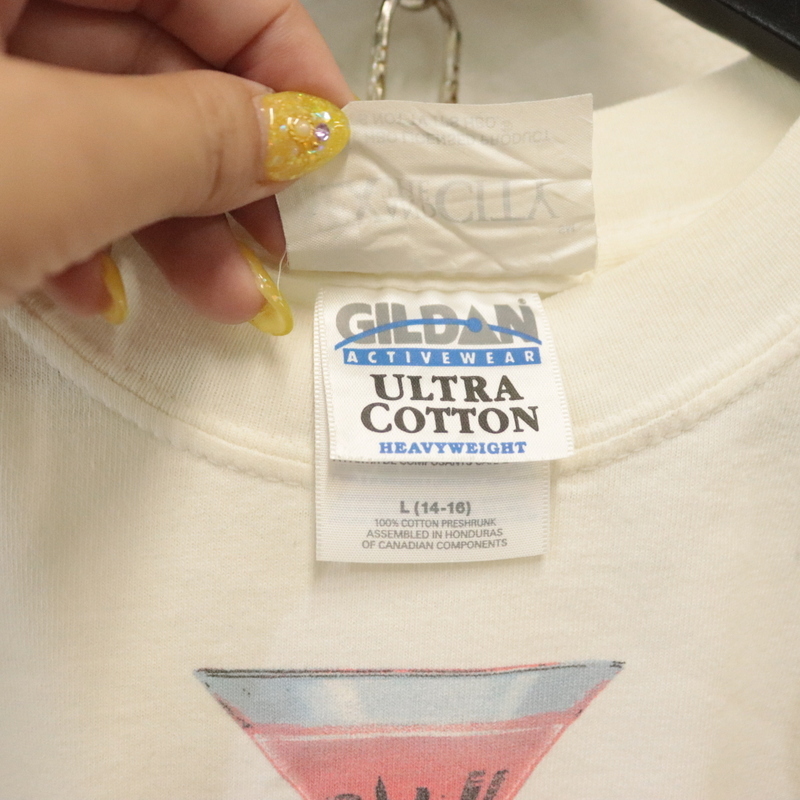 GILDAN
ACTIVEWEAR
ULTRA
COTTON
HEAVYWEIGHT
L (14-16)
100% COTTON PRESHRUNK
ASSEMBLED IN HONDURAS
OF CANADIAN COMPONENTS